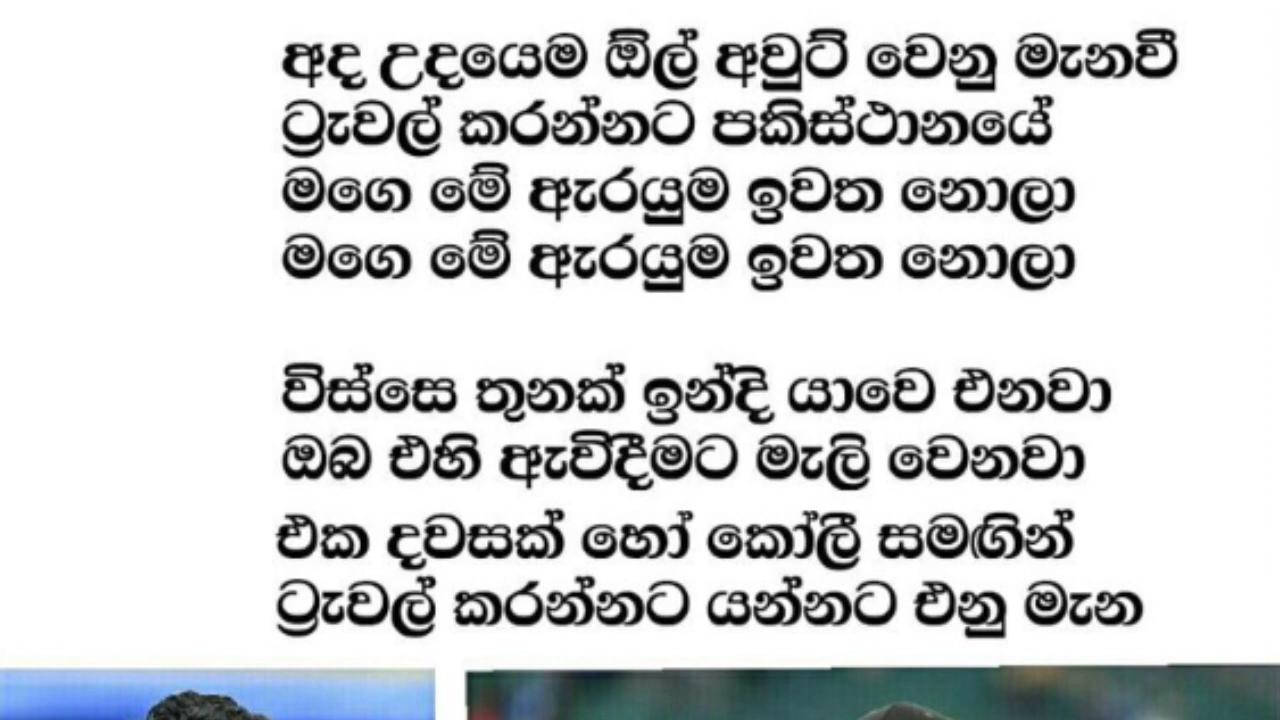 අද උදයෙම ඕල් අවුට් වෙනු මැනවී
ට්‍රැවල් කරන්නට පකිස්ථානයේ
මගෙ මේ ඇරයුම ඉවත නොලා
මගෙ මේ ඇරයුම ඉවත නොලා
විස්සෙ තුනක් ඉන්දි යාවෙ එනවා
ඔබ එහි ඇවිදීමට මැලි වෙනවා
එක දවසක් හෝ කෝලී සමඟින්
ට්‍රැවල් කරන්නට යන්නට එනු මැන